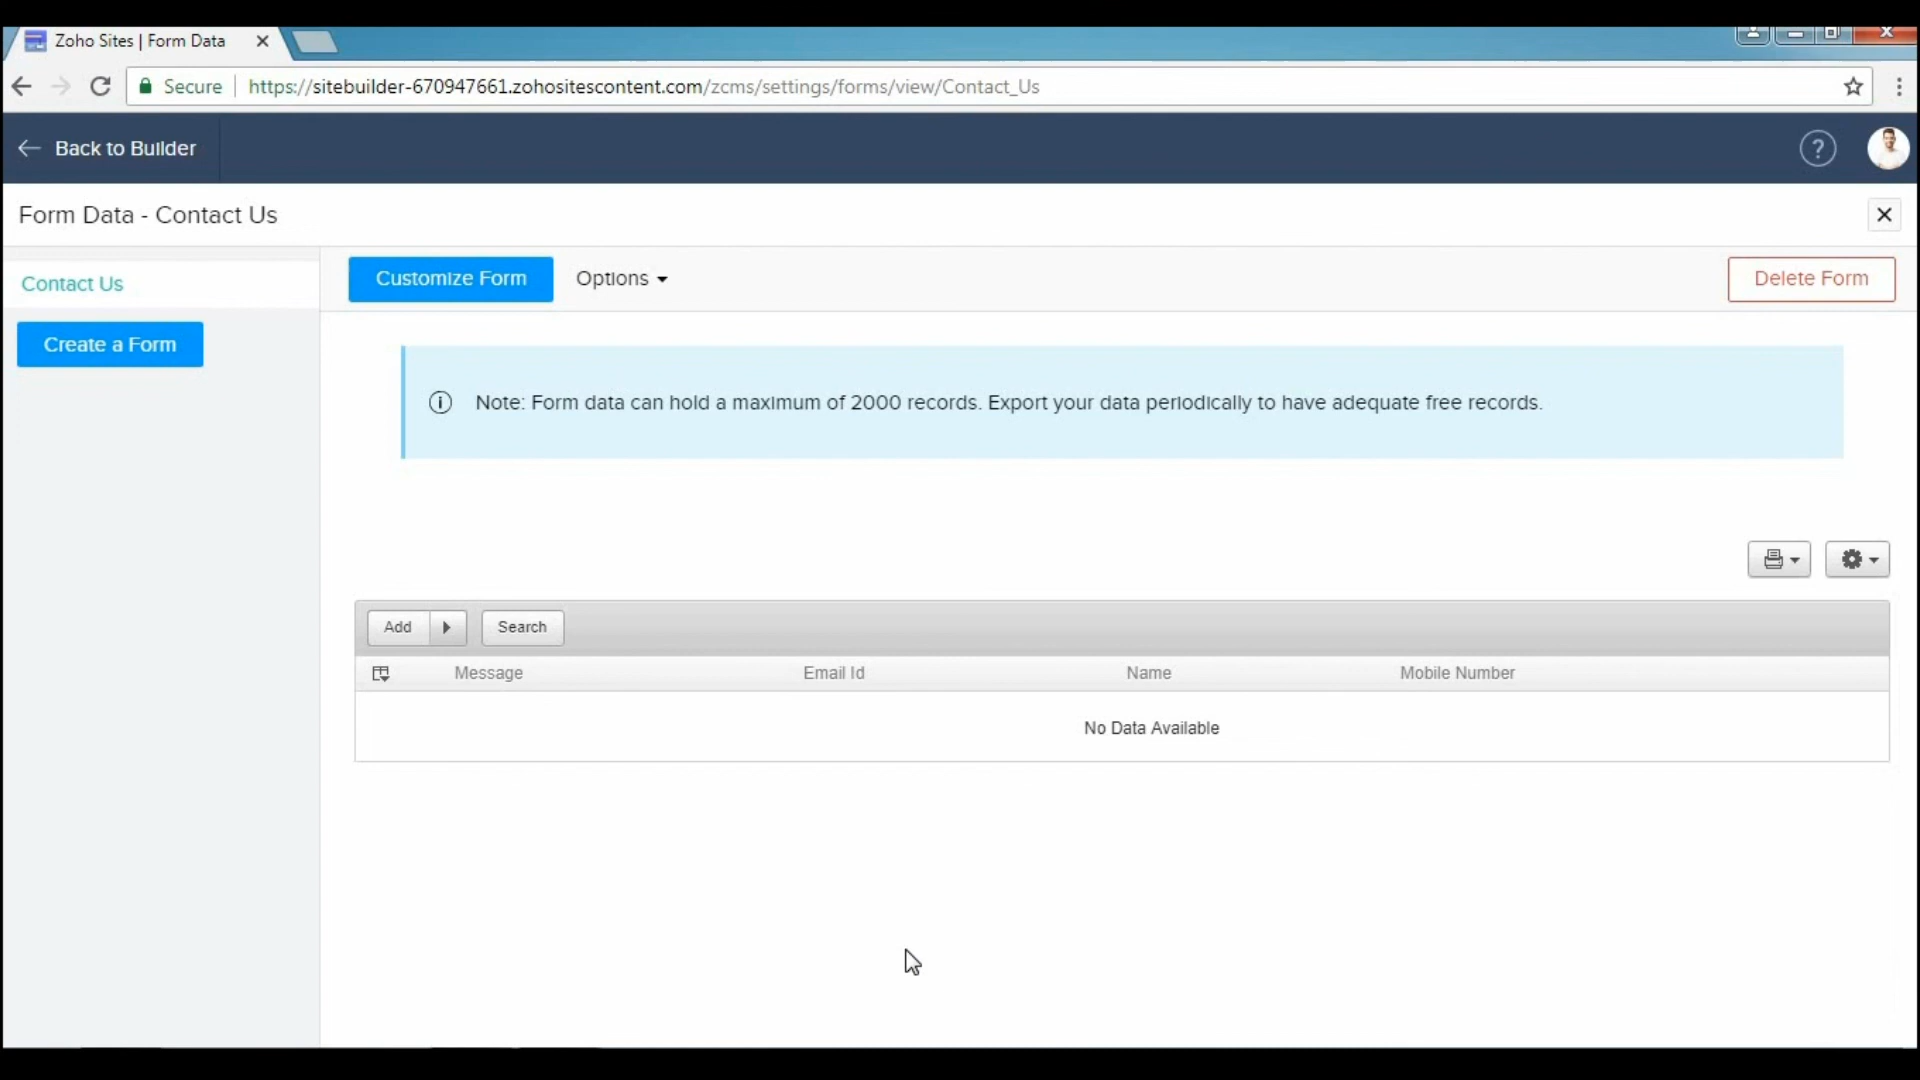 Zoho Sites | Form Data
Secure
https://sitebuilder-670947661.zohositescontent.com/zcms/settings/forms/view/Contact_Us
Back to Builder
?
Form Data - Contact Us
Contact Us
Customize Form
Options
Delete Form
Create a Form
Note: Form data can hold a maximum of 2000 records. Export your data periodically to have adequate free records.
Add
Search
Message
Email Id
Name
Mobile Number
No Data Available